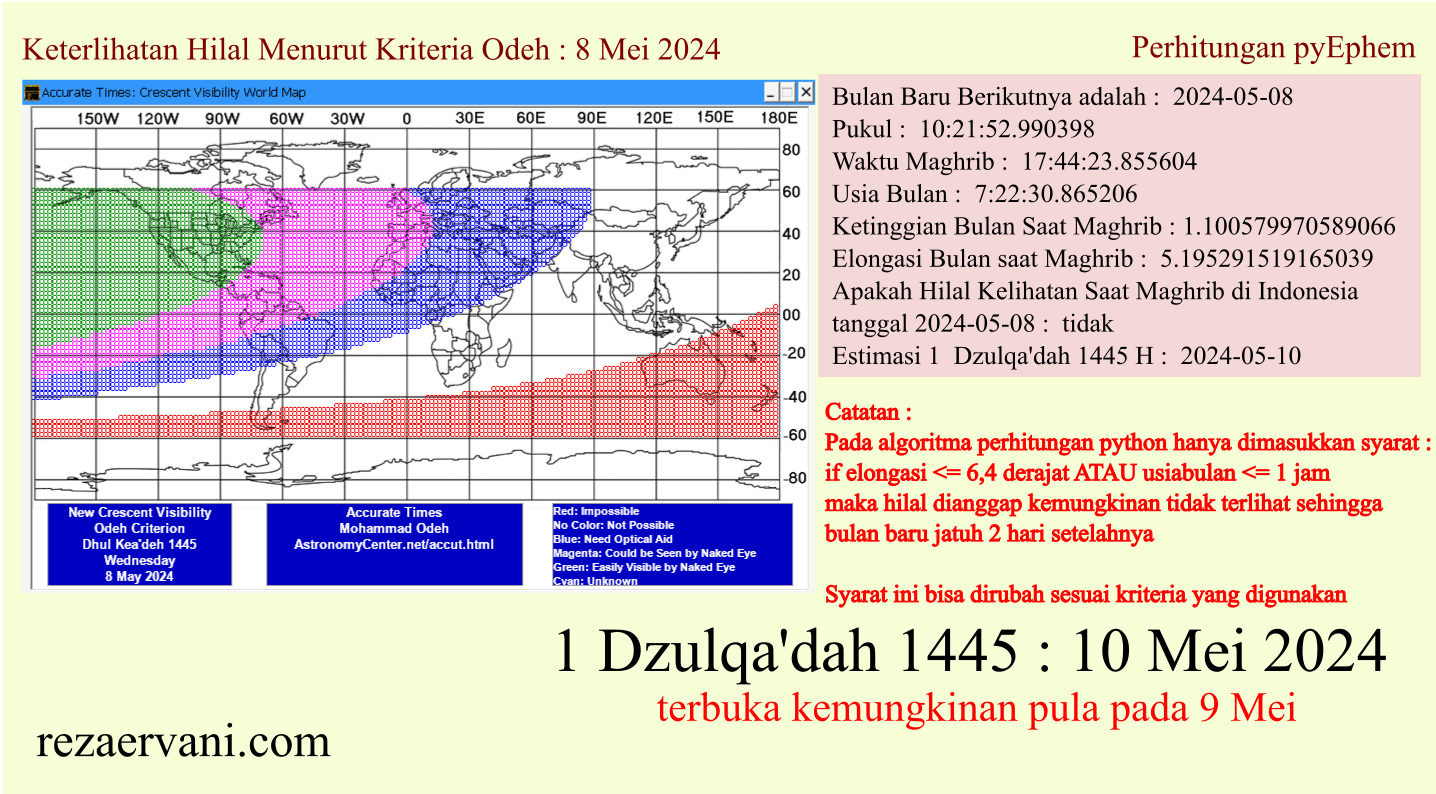 Keterlihatan Hilal Menurut Kriteria Odeh : 8 Mei 2024
Accurate Times: Crescent Visibility World Map
150W 120W 90W 60W 30W 0 30E 60E 90E 120E 150E 180E
80
60
40
20
00
-20
-40
-60
-80
New Crescent Visibility
Odeh Criterion
Dhul Kea'deh 1445
Wednesday
8 May 2024
Accurate Times
Mohammad Odeh
AstronomyCenter.net/accut.html
Red: Impossible
No Color: Not Possible
Blue: Need Optical Aid
Magenta: Could be Seen by Naked Eye
Green: Easily Visible by Naked Eye
Cyan: Unknown
Perhitungan pyEphem
Bulan Baru Berikutnya adalah : 2024-05-08
Pukul : 10:21:52.990398
Waktu Maghrib : 17:44:23.855604
Usia Bulan : 7:22:30.865206
Ketinggian Bulan Saat Maghrib : 1.100579970589066
Elongasi Bulan saat Maghrib : 5.195291519165039
Apakah Hilal Kelihatan Saat Maghrib di Indonesia
tanggal 2024-05-08 : tidak
Estimasi 1 Dzulqa'dah 1445 H : 2024-05-10
Catatan :
Pada algoritma perhitungan python hanya dimasukkan syarat :
if elongasi <= 6,4 derajat ATAU usiabulan <= 1 jam
maka hilal dianggap kemungkinan tidak terlihat sehingga
bulan baru jatuh 2 hari setelahnya
Syarat ini bisa dirubah sesuai kriteria yang digunakan
1 Dzulqa'dah 1445 : 10 Mei 2024
terbuka kemungkinan pula pada 9 Mei
rezaervani.com